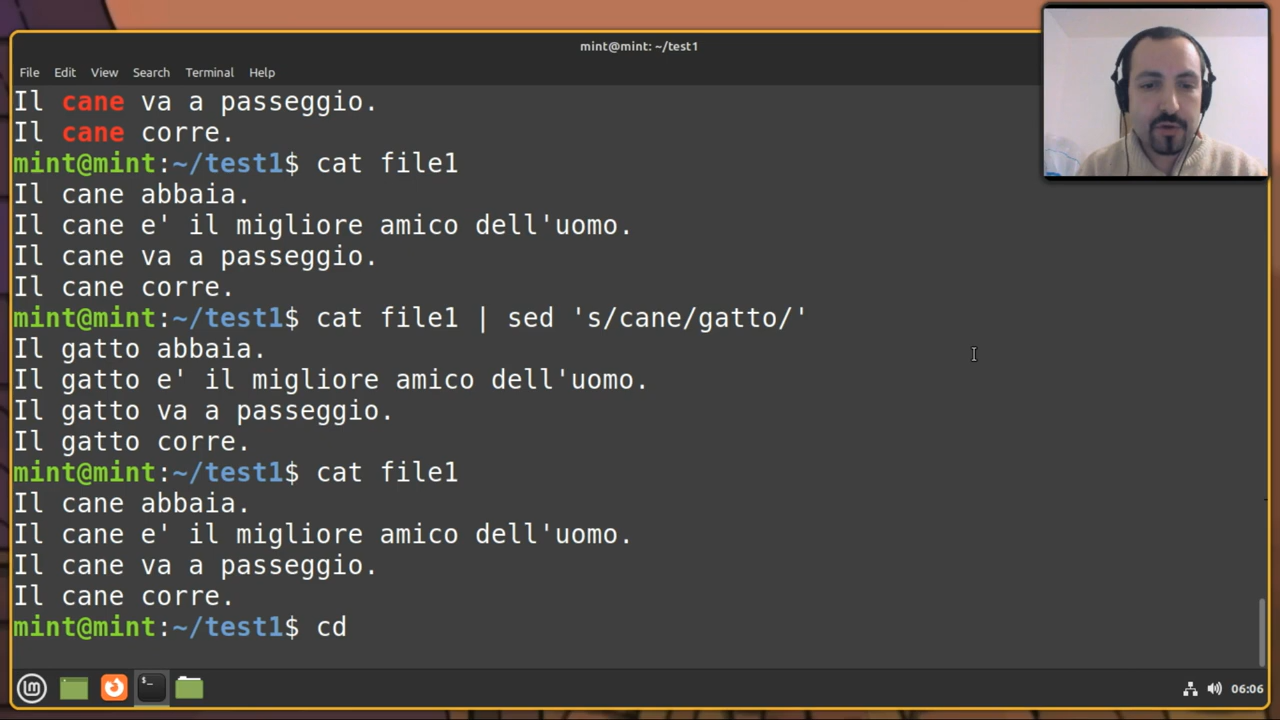 mint@mint: ~/test1
File Edit View Search Terminal Help
Il cane va a passeggio.
Il cane corre.
mint@mint:~/test1$ cat file1
Il cane abbaia.
Il cane e' il migliore amico dell'uomo.
Il cane va a passeggio.
Il cane corre.
mint@mint:~/test1$ cat file1 | sed 's/cane/gatto/'
Il gatto abbaia.
Il gatto e' il migliore amico dell'uomo.
Il gatto va a passeggio.
Il gatto corre.
mint@mint:~/test1$ cat file1
Il cane abbaia.
Il cane e' il migliore amico dell'uomo.
Il cane va a passeggio.
Il cane corre.
mint@mint:~/test1$ cd
06:06